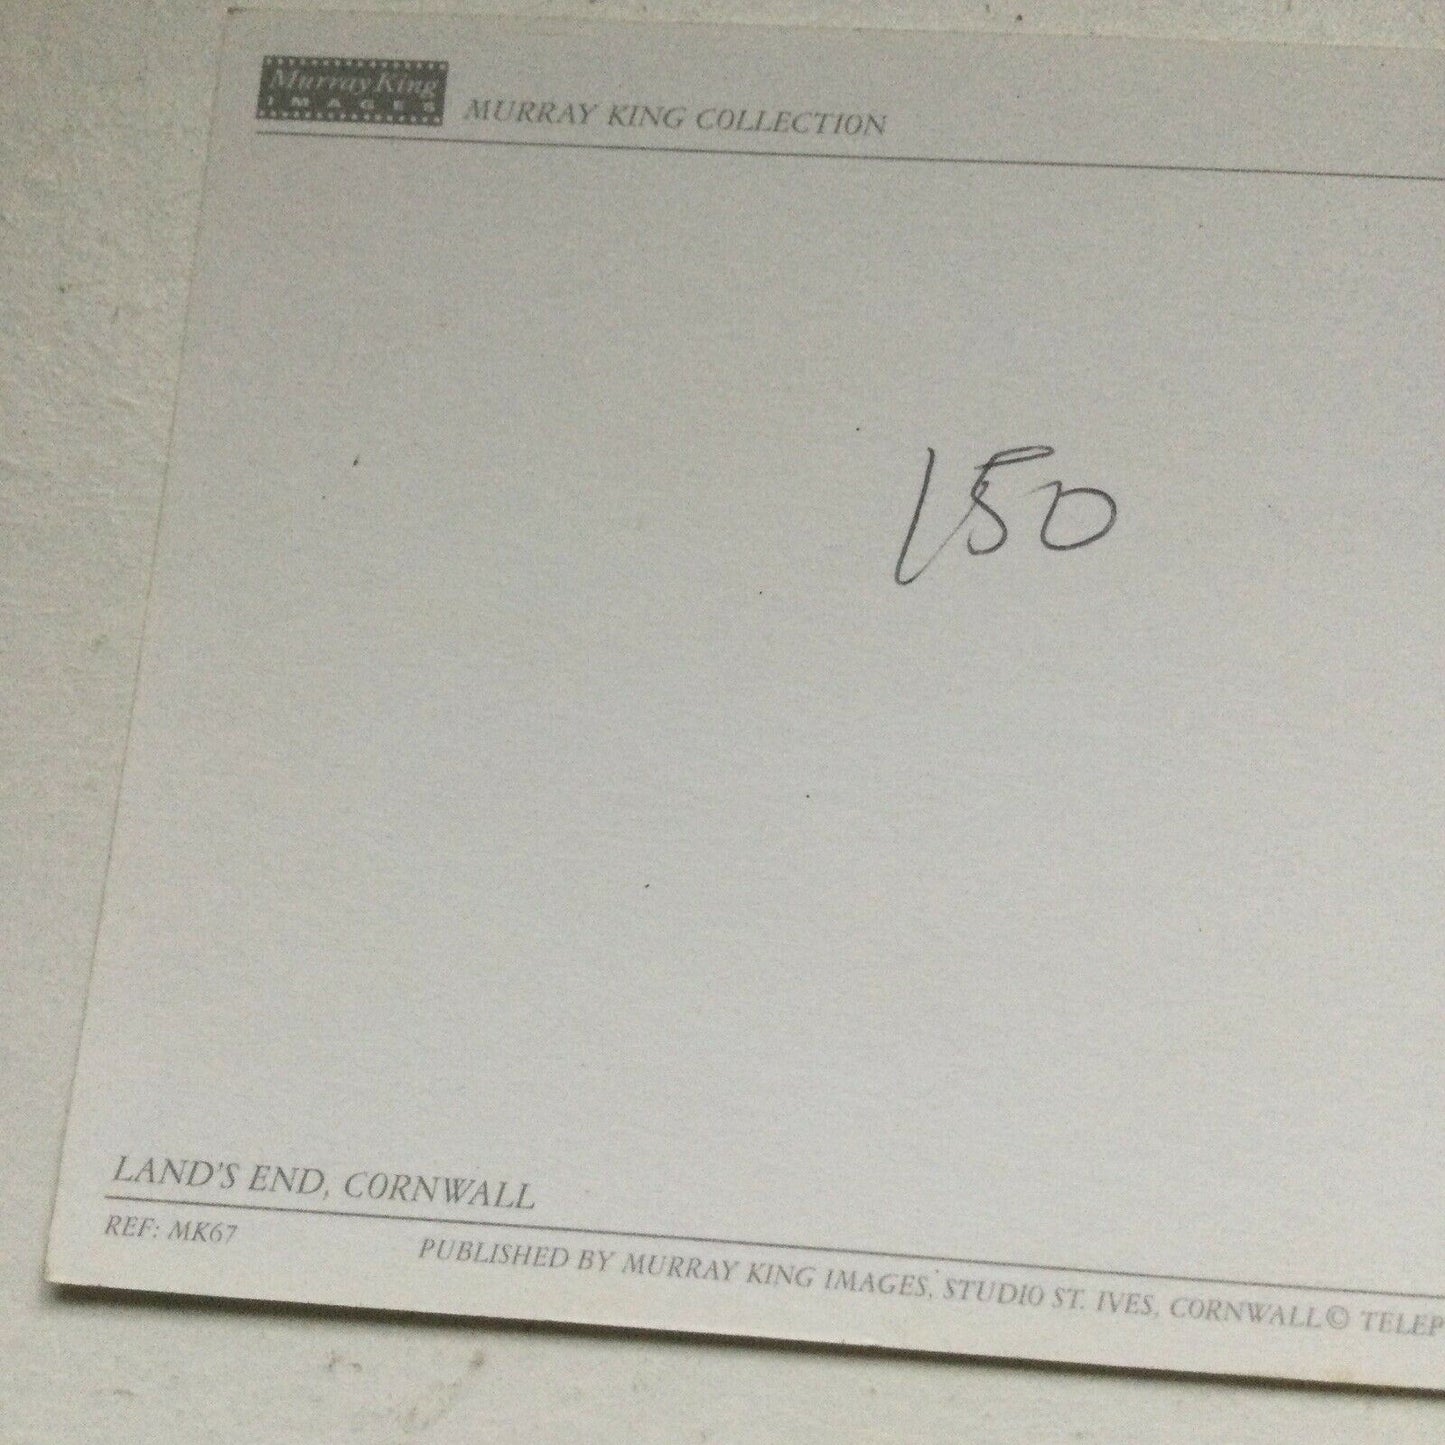 Murray King
IMAGES
MURRAY KING COLLECTION
150
LAND'S END, CORNWALL
REF: MK67
PUBLISHED BY MURRAY KING IMAGES, STUDIO ST. IVES, CORNWALL © TELEP